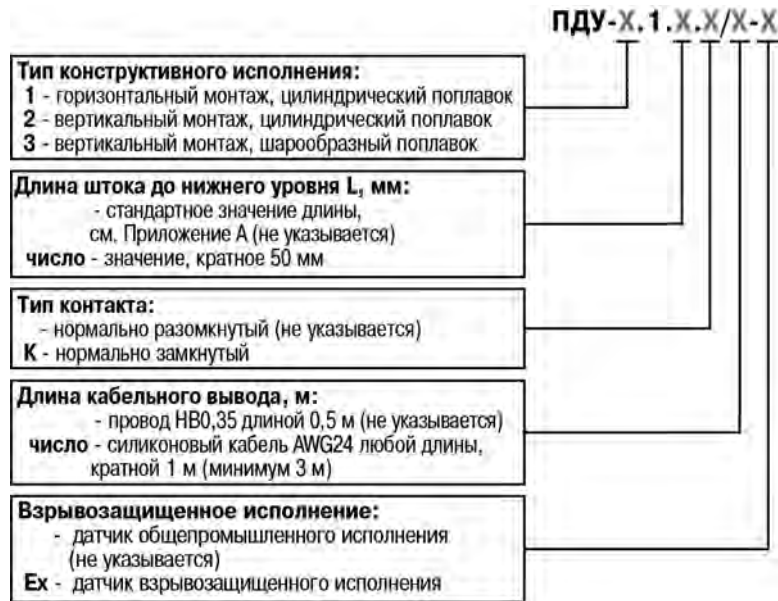 ПДУ-X.1.X.X/X-X
Тип конструктивного исполнения:
1 - горизонтальный монтаж, цилиндрический поплавок
2 - вертикальный монтаж, цилиндрический поплавок
3 - вертикальный монтаж, шарообразный поплавок
Длина штока до нижнего уровня L, мм:
- стандартное значение длины,
см. Приложение А (не указывается)
число - значение, кратное 50 мм
Тип контакта:
- нормально разомкнутый (не указывается)
К - нормально замкнутый
Длина кабельного вывода, м:
- провод НВ0,35 длиной 0,5 м (не указывается)
число - силиконовый кабель AWG24 любой длины,
кратной 1 м (минимум 3 м)
Взрывозащищенное исполнение:
- датчик общепромышленного исполнения
(не указывается)
Ex - датчик взрывозащищенного исполнения